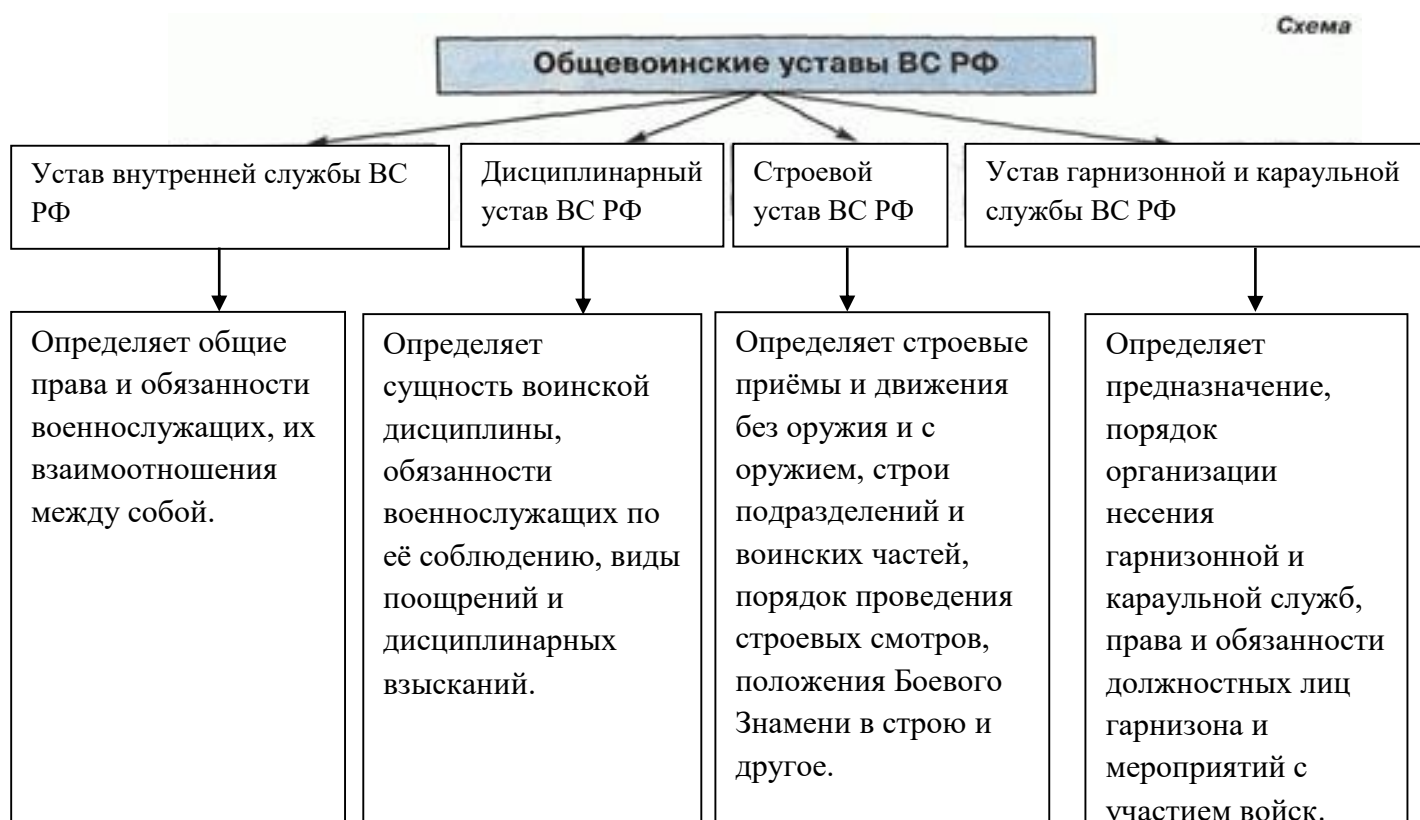 Схема
Общевоинские уставы ВС РФ
Устав внутренней службы ВС
РФ
Дисциплинарный
устав ВС РФ
Строевой
устав ВС РФ
Устав гарнизонной и караульной
службы ВС РФ
Определяет общие
права и обязанности
военнослужащих, их
взаимоотношения
между собой.
Определяет
сущность воинской
дисциплины,
обязанности
военнослужащих по
её соблюдению, виды
поощрений и
дисциплинарных
взысканий.
Определяет строевые
приёмы и движения
без оружия и с
оружием, строи
подразделений и
воинских частей,
порядок проведения
строевых смотров,
положения Боевого
Знамени в строю и
другое.
Определяет
предназначение,
порядок
организации
несения
гарнизонной и
караульной служб,
права и обязанности
должностных лиц
гарнизона и
мероприятий с
участием войск.